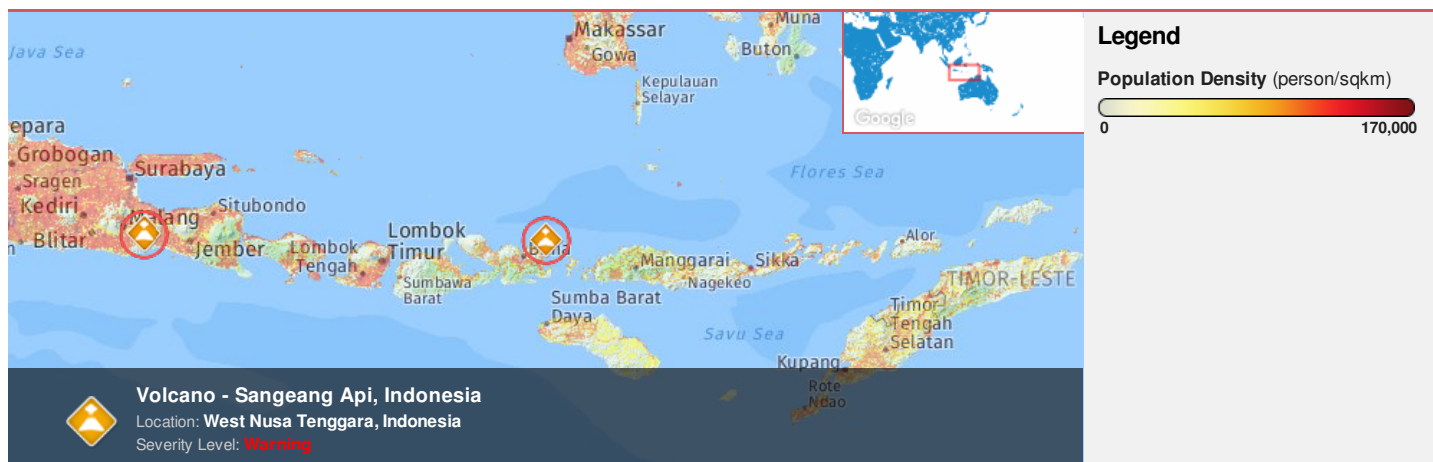 Java Sea
Makassar
Gowa
Muna
Buton
Kepulauan
Selayar
Google
epara
Grobogan
Sragen
Kediri
Blitar
Surabaya
Malang
Situbondo
Jember
Lombok
Tengah
Lombok
Timur
Sumbawa
Barat
Flores Sea
Manggarai
Nagekeo
Sikka
Alor
TIMOR-LESTE
Sumba Barat
Daya
Savu Sea
Timor
Tengah
Selatan
Kupang
Rote
Ndao
Volcano - Sangeang Api, Indonesia
Location: West Nusa Tenggara, Indonesia
Severity Level: Warning
Legend
Population Density (person/sqkm)
0
170,000